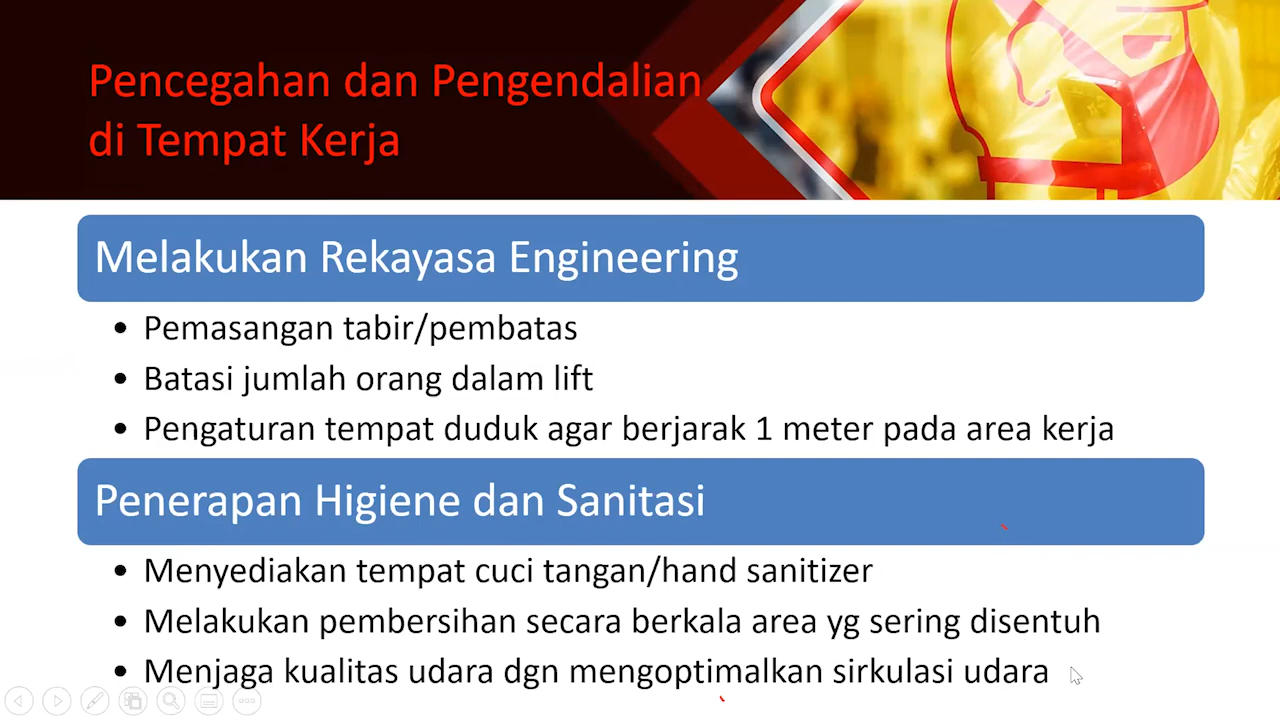 Pencegahan dan Pengendalian
di Tempat Kerja
Melakukan Rekayasa Engineering
• Pemasangan tabir/pembatas
• Batasi jumlah orang dalam lift
• Pengaturan tempat duduk agar berjarak 1 meter pada area kerja
Penerapan Higiene dan Sanitasi
• Menyediakan tempat cuci tangan/hand sanitizer
• Melakukan pembersihan secara berkala area yg sering disentuh
• Menjaga kualitas udara dgn mengoptimalkan sirkulasi udara